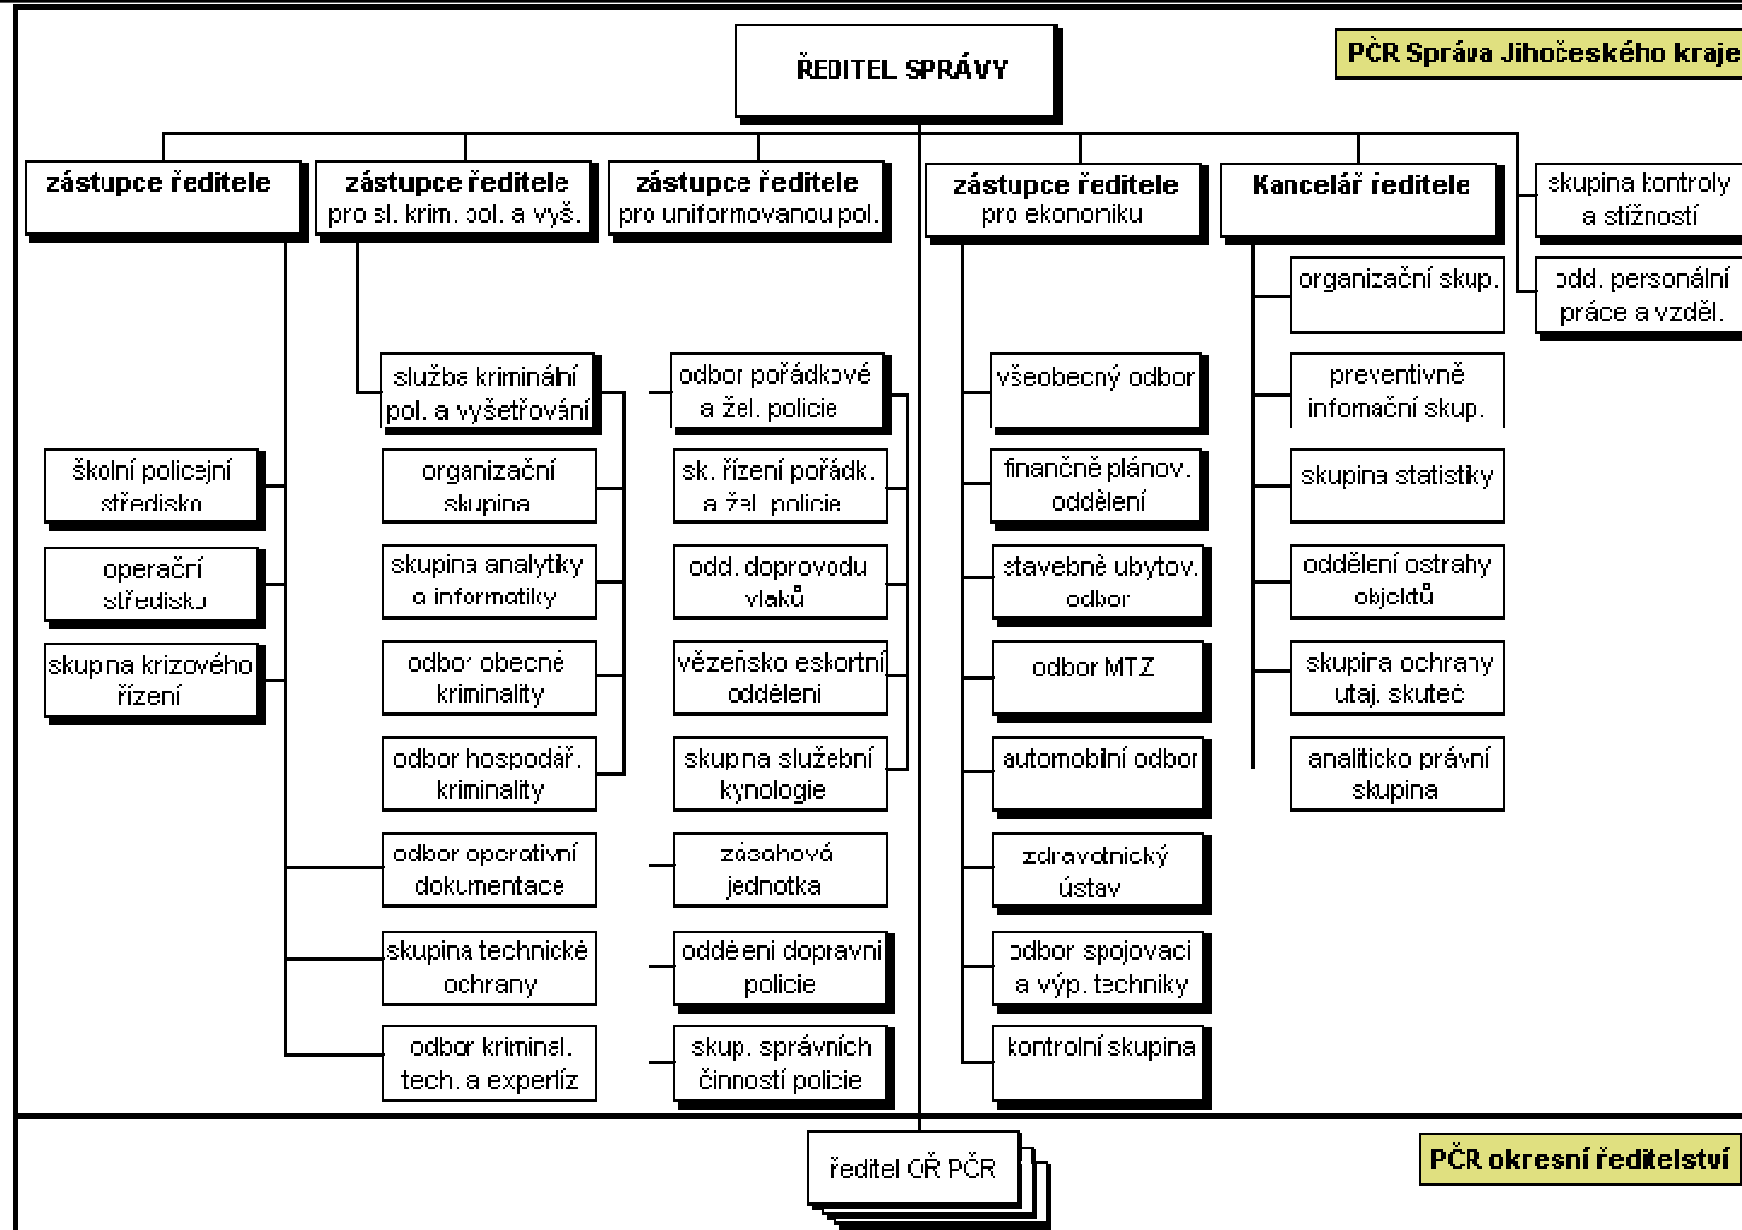 ŘEDITEL SPRÁVY
PČR Správa Jihočeského kraje
zástupce ředitele
zástupce ředitele
pro sl. krim. pol. a vyš.
zástupce ředitele
pro uniformovanou pol.
zástupce ředitele
pro ekonomiku
Kancelář ředitele
skupina kontroly
a stížností
organizační skup.
odd. personální
práce a vzděl.
služba kriminální
pol. a vyšetřování
odbor pořádkové
a žel. policie
všeobecný odbor
preventivně
infomační skup.
školní policejní
středisko
organizační
skupina
sk. řízení pořádk.
a žel. policie
finančně plánov.
oddělení
skupina statistiky
operační
středisko
skupina analytiky
a informatiky
odd. doprovodu
vlaků
stavebně ubytov.
odbor
oddělení ostrahy
objektů
skupna krizového
řízení
odbor obecné
kriminality
vězeňsko eskortní
oddělení
odbor MTZ
skupina ochrany
utaj. skuteč
odbor hospodář.
kriminality
skupna služební
kynologie
automobilní odbor
analiticko právní
skupina
odbor operativní
dokumentace
zásahová
jednotka
zdravotnický
ústav
skupina technické
ochrany
odděení dopravní
policie
odbor spojovací
a výp. techniky
odbor kriminal.
tech. a expertíz
skup. správních
činností policie
kontrolní skupina
ředitel OŘ PČR
PČR okresní ředitelství